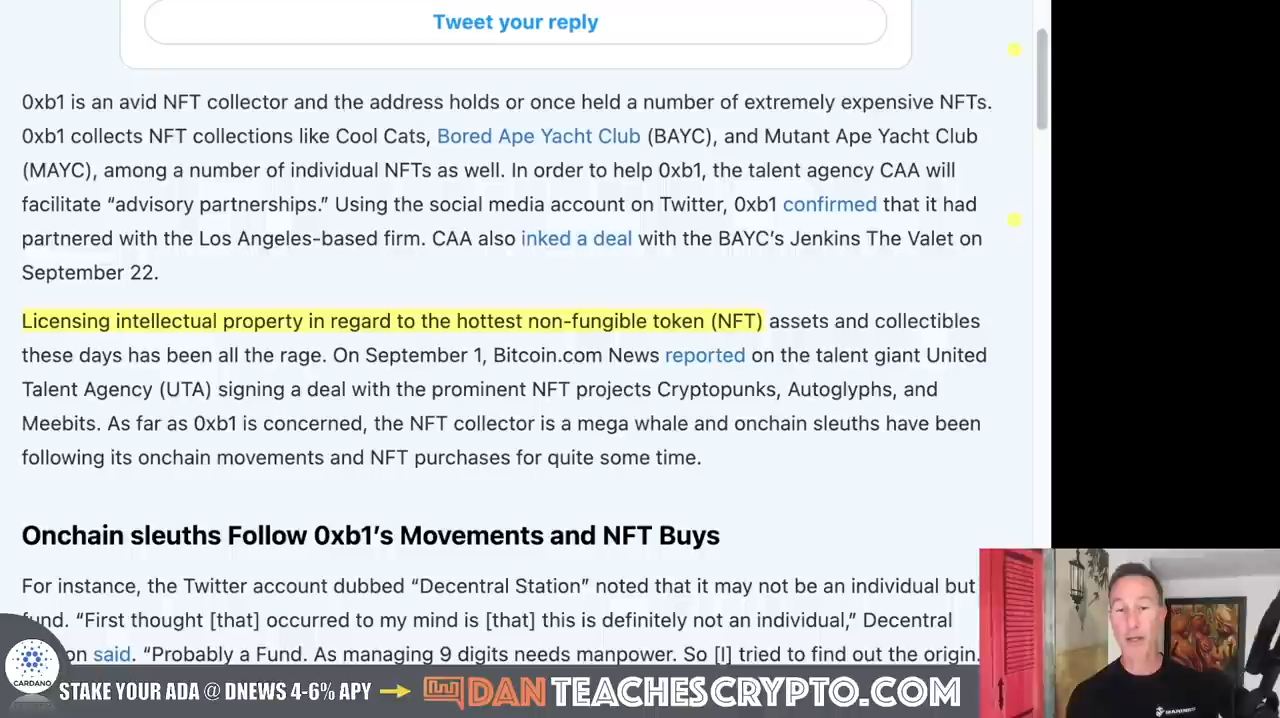 Tweet your reply
0xb1 is an avid NFT collector and the address holds or once held a number of extremely expensive NFTs.
0xb1 collects NFT collections like Cool Cats, Bored Ape Yacht Club (BAYC), and Mutant Ape Yacht Club
(MAYC), among a number of individual NFTs as well. In order to help 0xb1, the talent agency CAA will
facilitate “advisory partnerships.” Using the social media account on Twitter, 0xb1 confirmed that it had
partnered with the Los Angeles-based firm. CAA also inked a deal with the BAYC’s Jenkins The Valet on
September 22.
Licensing intellectual property in regard to the hottest non-fungible token (NFT) assets and collectibles
these days has been all the rage. On September 1, Bitcoin.com News reported on the talent giant United
Talent Agency (UTA) signing a deal with the prominent NFT projects Cryptopunks, Autoglyphs, and
Meebits. As far as 0xb1 is concerned, the NFT collector is a mega whale and onchain sleuths have been
following its onchain movements and NFT purchases for quite some time.
Onchain sleuths Follow 0xb1’s Movements and NFT Buys
For instance, the Twitter account dubbed “Decentral Station” noted that it may not be an individual but
fund. “First thought [that] occurred to my mind is [that] this is definitely not an individual,” Decentral
on said. “Probably a Fund. As managing 9 digits needs manpower. So [I] tried to find out the origin.
CARDANO
STAKE YOUR ADA @ DNEWS 4-6% APY
DANTEACHESCRYPTO.COM